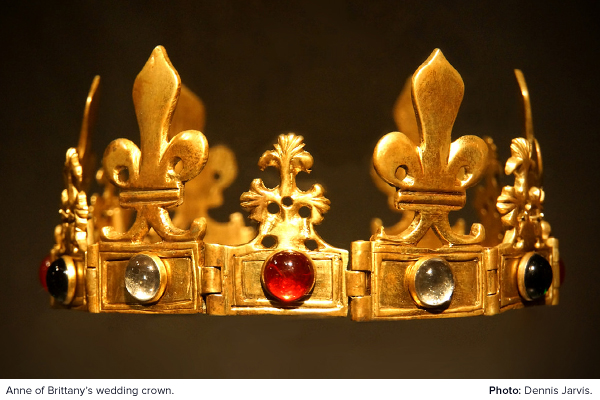 Anne of Brittany's wedding crown.
Photo: Dennis Jarvis.